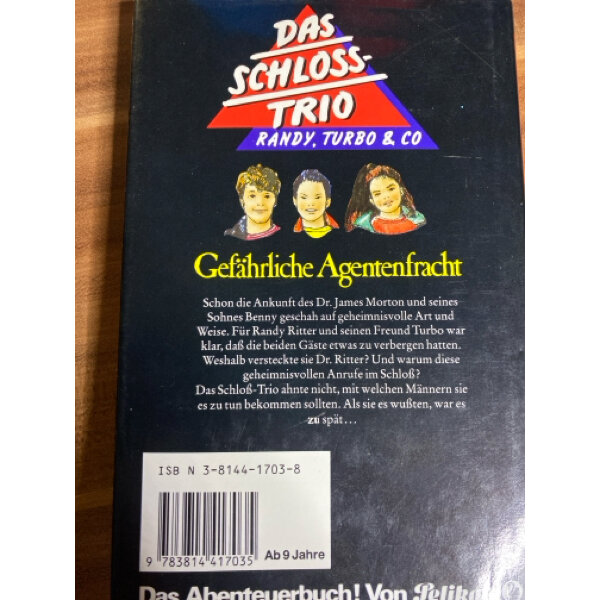 DAS
SCHLOSS-
TRIO
RANDY, TURBO & CO
Gefährliche Agentenfracht
Schon die Ankunft des Dr. James Morton und seines
Sohnes Benny geschah auf geheimnisvolle Art und
Weise. Für Randy Ritter und seinen Freund Turbo war
klar, daß die beiden Gäste etwas zu verbergen hatten.
Weshalb versteckte sie Dr. Ritter? Und warum diese
geheimnisvollen Anrufe im Schloß?
Das Schloß-Trio ahnte nicht, mit welchen Männern sie
es zu tun bekommen sollten. Als sie es wußten, war es
zu spät...
ISBN 3-8144-1703-8
9 783814 417035
Ab 9 Jahre
Das Abenteuerbuch! Von Pelikan